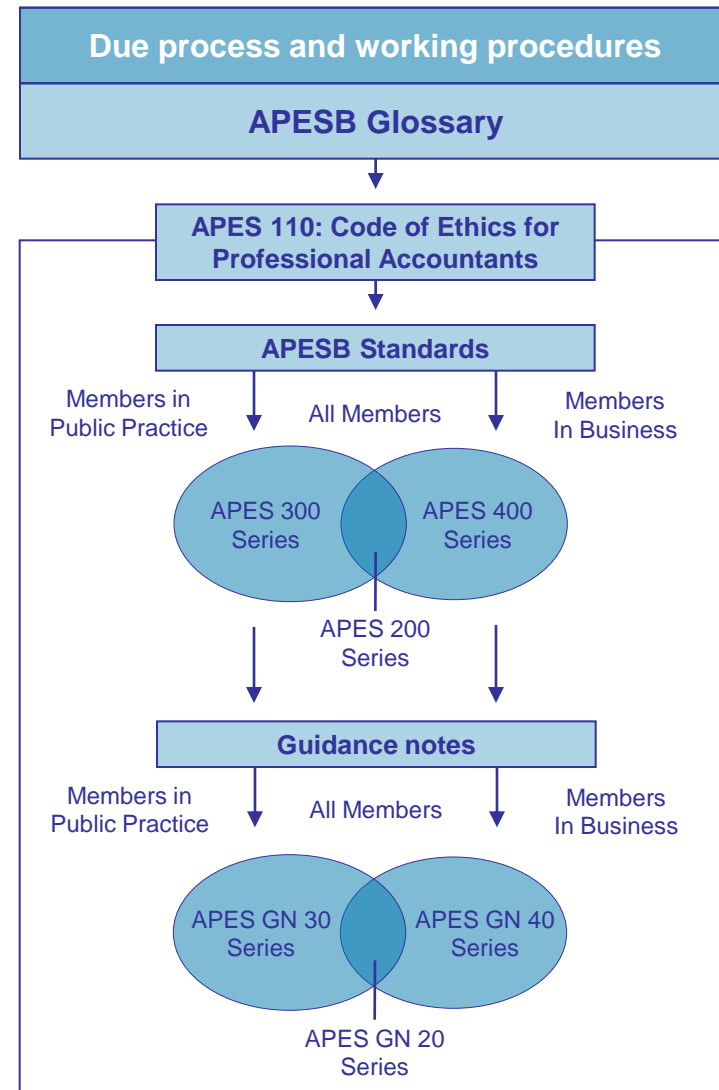 Due process and working procedures
APESB Glossary
APES 110: Code of Ethics for
Professional Accountants
APESB Standards
Members in
Public Practice
All Members
Members
In Business
APES 300
Series
APES 400
Series
APES 200
Series
Guidance notes
Members in
Public Practice
All Members
Members
In Business
APES GN 30
Series
APES GN 40
Series
APES GN 20
Series